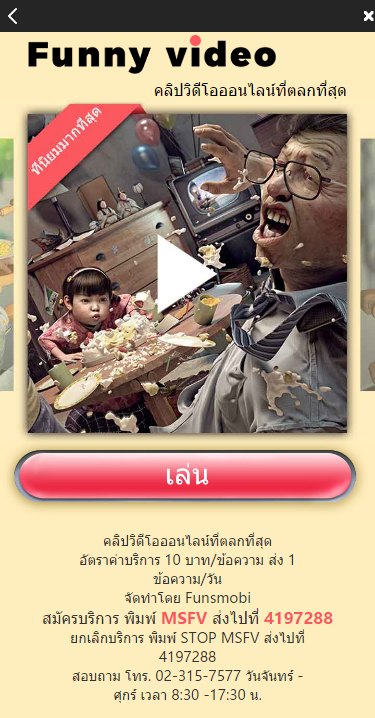 Funny video
คลิปวิดีโอออนไลน์ที่ตลกที่สุด
ที่นิยมมากที่สุด
เล่น
คลิปวิดีโอออนไลน์ที่ตลกที่สุด
อัตราค่าบริการ 10 บาท/ข้อความ ส่ง 1
ข้อความ/วัน
จัดทำโดย Funsmobi
สมัครบริการ พิมพ์ MSFV ส่งไปที่ 4197288
ยกเลิกบริการ พิมพ์ STOP MSFV ส่งไปที่
4197288
สอบถาม โทร. 02-315-7577 วันจันทร์ -
ศุกร์ เวลา 8:30 -17:30 น.